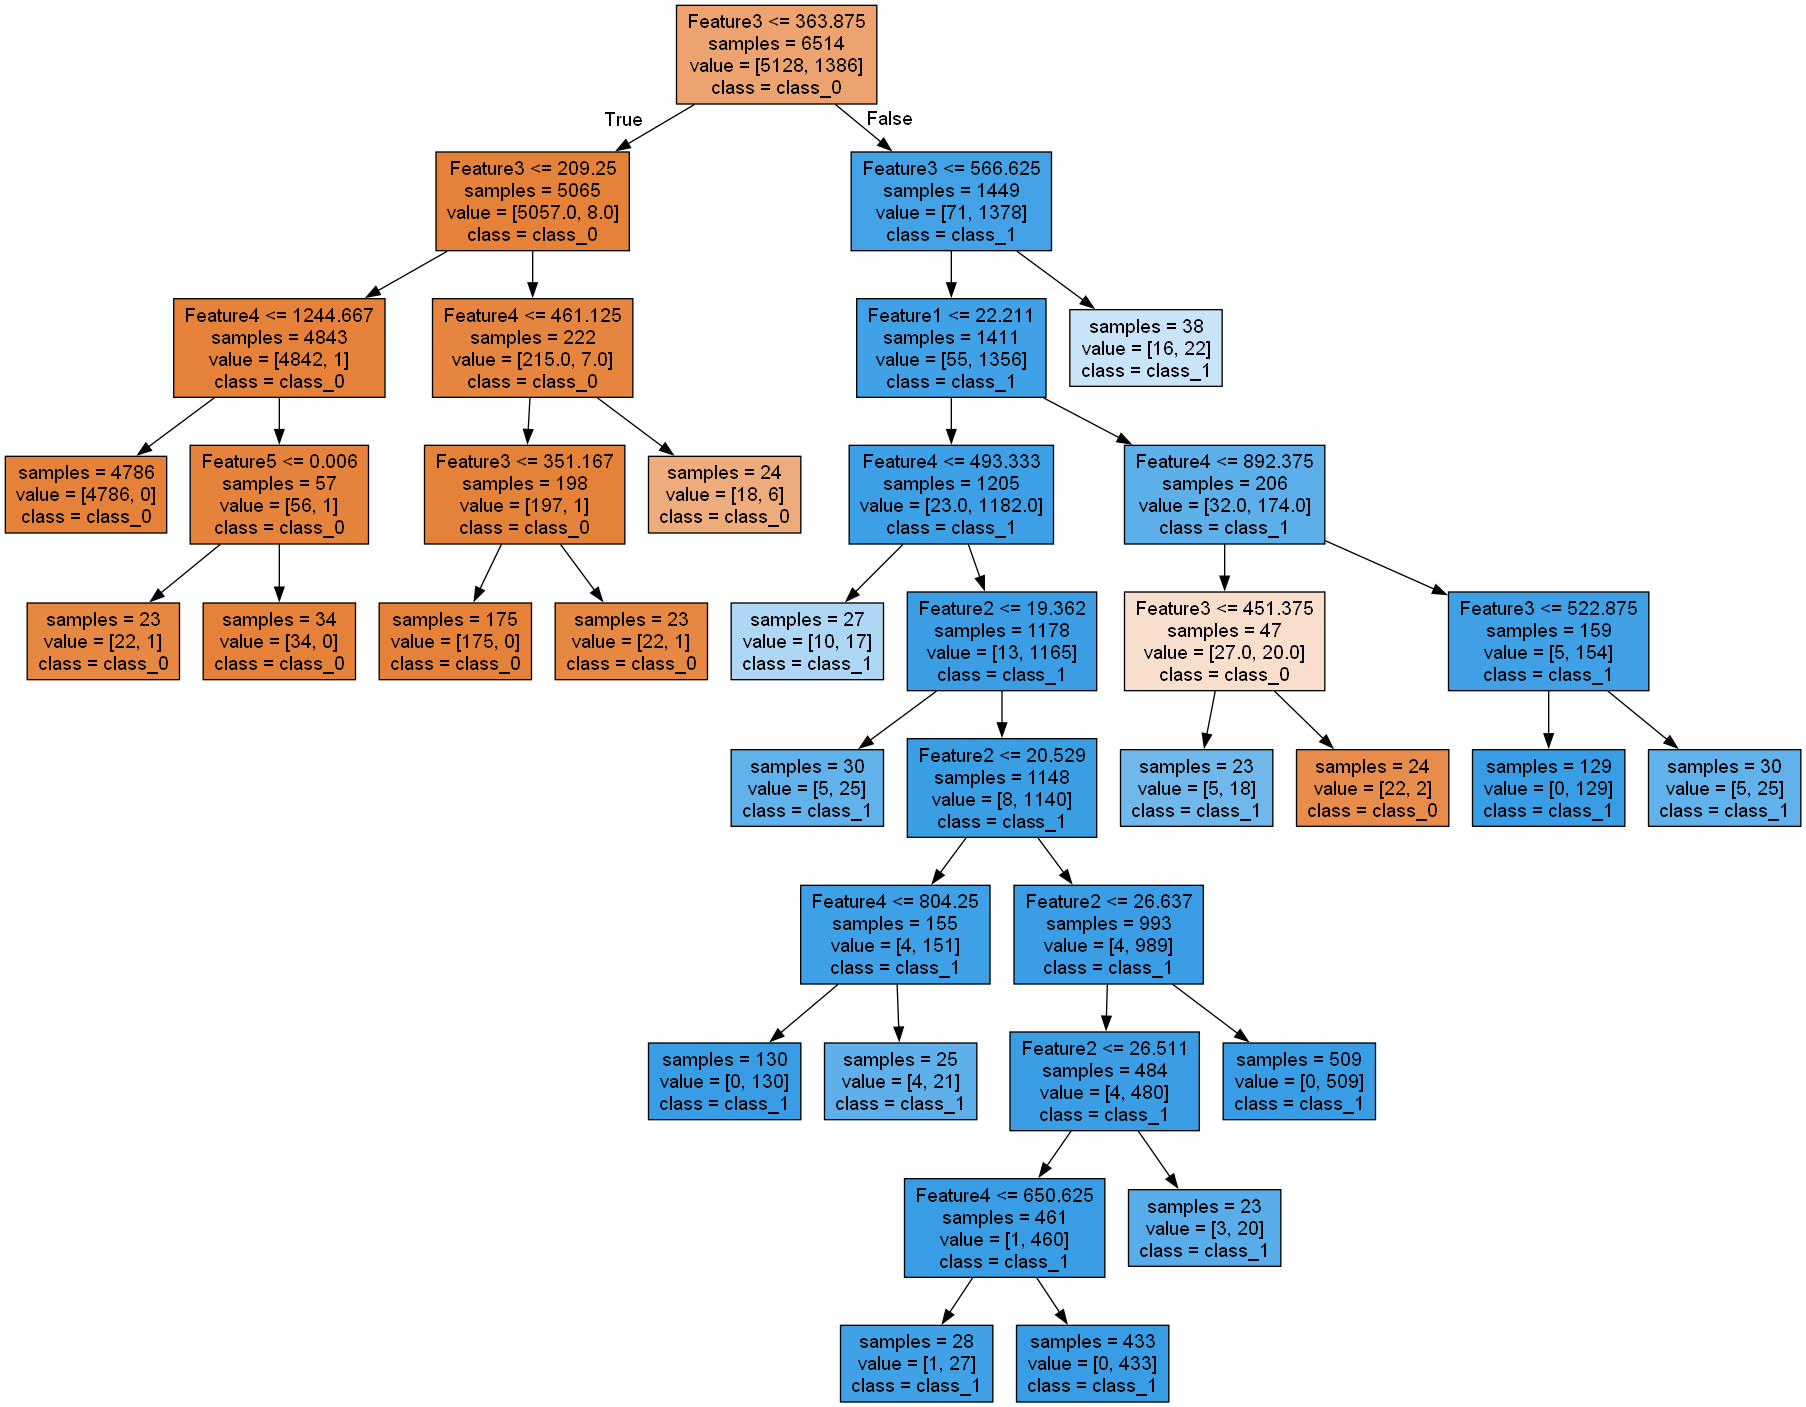 Feature3 <= 363.875
samples = 6514
value = [5128, 1386]
class = class_0
True
False
Feature3 <= 209.25
samples = 5065
value = [5057.0, 8.0]
class = class_0
Feature3 <= 566.625
samples = 1449
value = [71, 1378]
class = class_1
Feature4 <= 1244.667
samples = 4843
value = [4842, 1]
class = class_0
Feature4 <= 461.125
samples = 222
value = [215.0, 7.0]
class = class_0
Feature1 <= 22.211
samples = 1411
value = [55, 1356]
class = class_1
samples = 38
value = [16, 22]
class = class_1
samples = 4786
value = [4786, 0]
class = class_0
Feature5 <= 0.006
samples = 57
value = [56, 1]
class = class_0
Feature3 <= 351.167
samples = 198
value = [197, 1]
class = class_0
samples = 24
value = [18, 6]
class = class_0
Feature4 <= 493.333
samples = 1205
value = [23.0, 1182.0]
class = class_1
Feature4 <= 892.375
samples = 206
value = [32.0, 174.0]
class = class_1
samples = 23
value = [22, 1]
class = class_0
samples = 34
value = [34, 0]
class = class_0
samples = 175
value = [175, 0]
class = class_0
samples = 23
value = [22, 1]
class = class_0
samples = 27
value = [10, 17]
class = class_1
Feature2 <= 19.362
samples = 1178
value = [13, 1165]
class = class_1
Feature3 <= 451.375
samples = 47
value = [27.0, 20.0]
class = class_0
Feature3 <= 522.875
samples = 159
value = [5, 154]
class = class_1
samples = 30
value = [5, 25]
class = class_1
Feature2 <= 20.529
samples = 1148
value = [8, 1140]
class = class_1
samples = 23
value = [5, 18]
class = class_1
samples = 24
value = [22, 2]
class = class_0
samples = 129
value = [0, 129]
class = class_1
samples = 30
value = [5, 25]
class = class_1
Feature4 <= 804.25
samples = 155
value = [4, 151]
class = class_1
Feature2 <= 26.637
samples = 993
value = [4, 989]
class = class_1
samples = 130
value = [0, 130]
class = class_1
samples = 25
value = [4, 21]
class = class_1
Feature2 <= 26.511
samples = 484
value = [4, 480]
class = class_1
samples = 509
value = [0, 509]
class = class_1
Feature4 <= 650.625
samples = 461
value = [1, 460]
class = class_1
samples = 23
value = [3, 20]
class = class_1
samples = 28
value = [1, 27]
class = class_1
samples = 433
value = [0, 433]
class = class_1